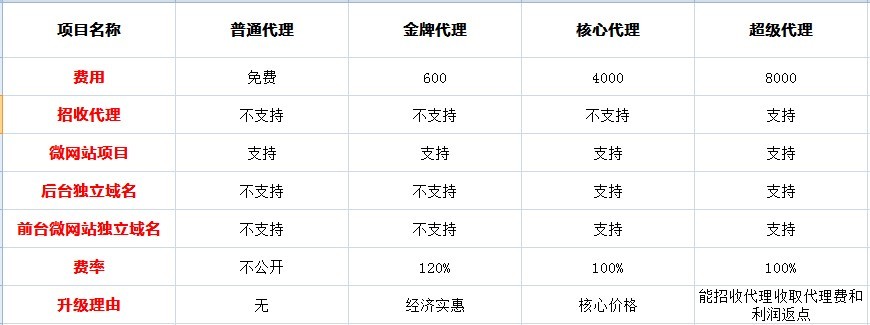 项目名称 普通代理 金牌代理 核心代理 超级代理
费用 免费 600 4000 8000
招收代理 不支持 不支持 不支持 支持
微网站项目 支持 支持 支持 支持
后台独立域名 不支持 不支持 支持 支持
前台微网站独立域名 不支持 不支持 支持 支持
费率 不公开 120% 100% 100%
升级理由 无 经济实惠 核心价格 能招收代理收取代理费和
利润返点